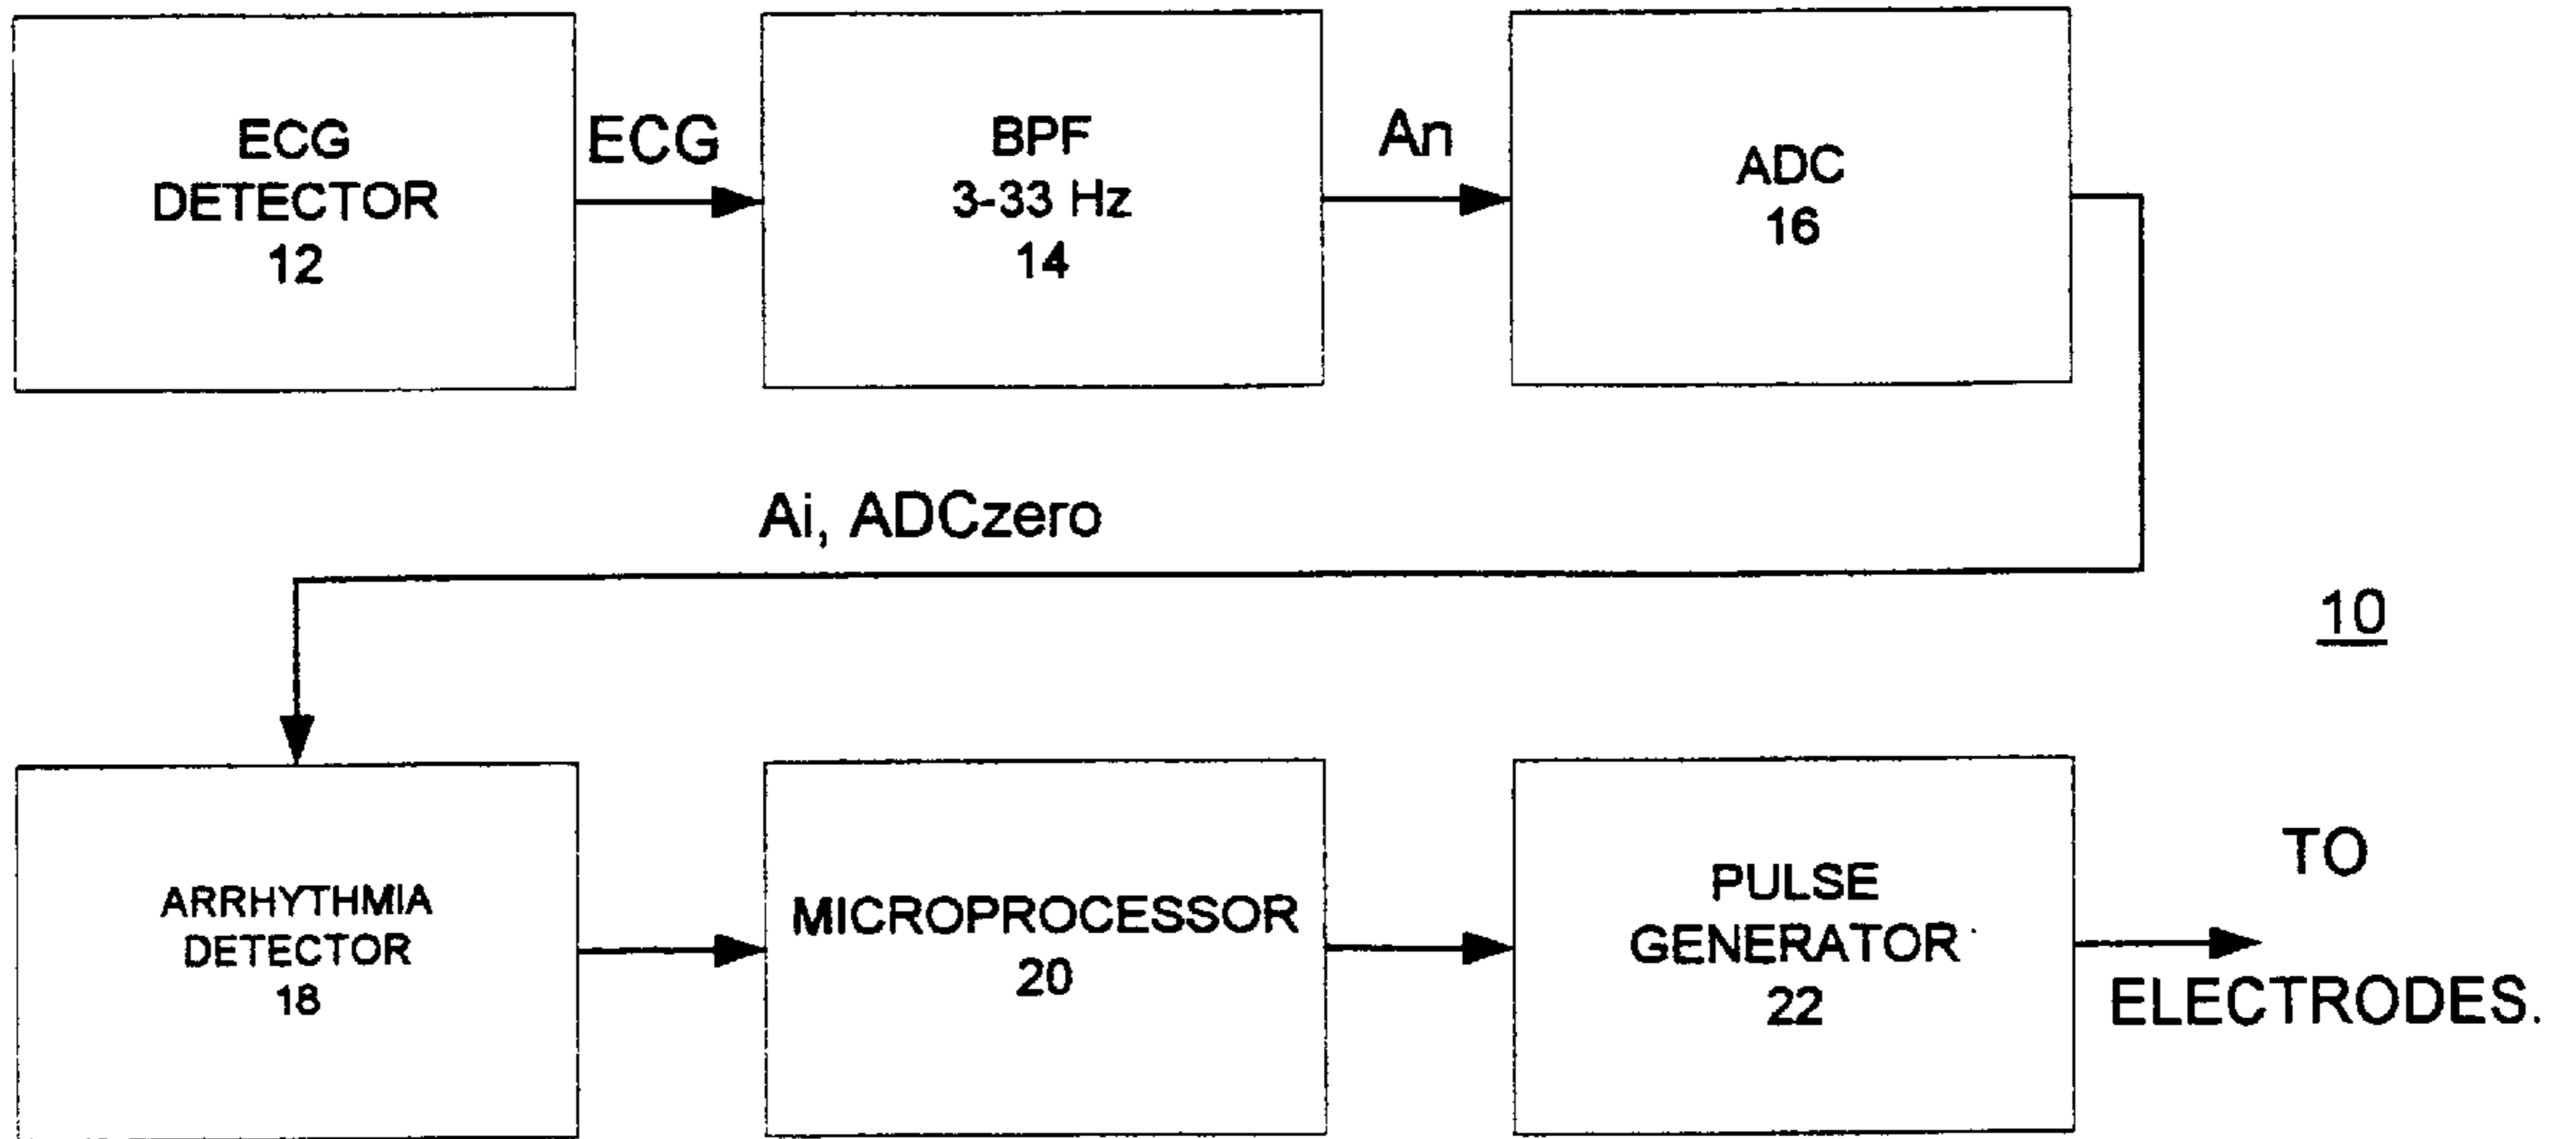 ECG
DETECTOR
12
ECG
BPF
3-33 Hz
14
An
ADC
16
Ai, ADCzero
10
ARRHYTHMIA
DETECTOR
18
MICROPROCESSOR
20
PULSE
GENERATOR
22
TO
ELECTRODES.